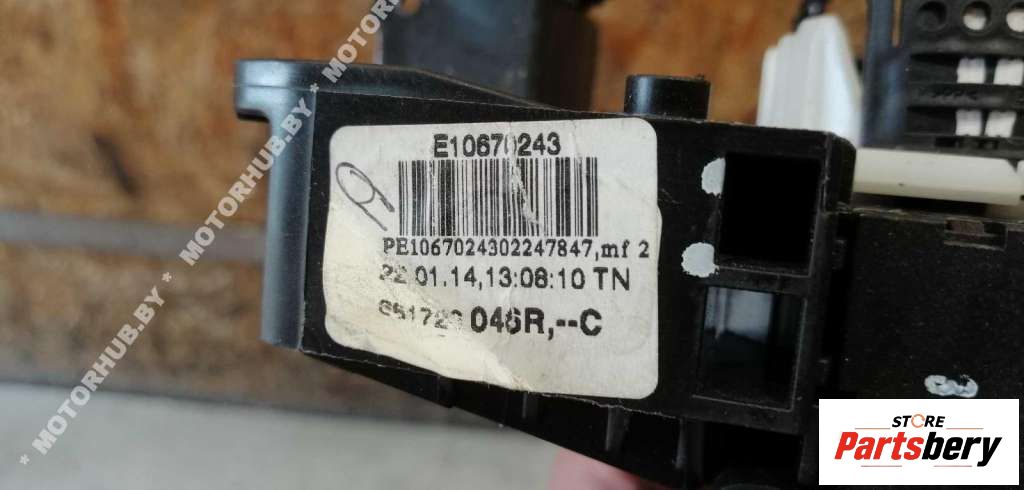 E10670243
PE1067024302247847,mf 2
22.01.14,13:08:10 TN
046R,--C
* MOTORHUB.BY * MOTORHUB.BY * MOTORHUB.BY *
STORE
Partsbery